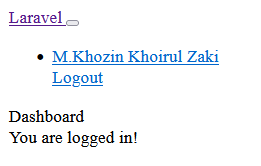 Laravel
M.Khozin Khoirul Zaki
Logout
Dashboard
You are logged in!